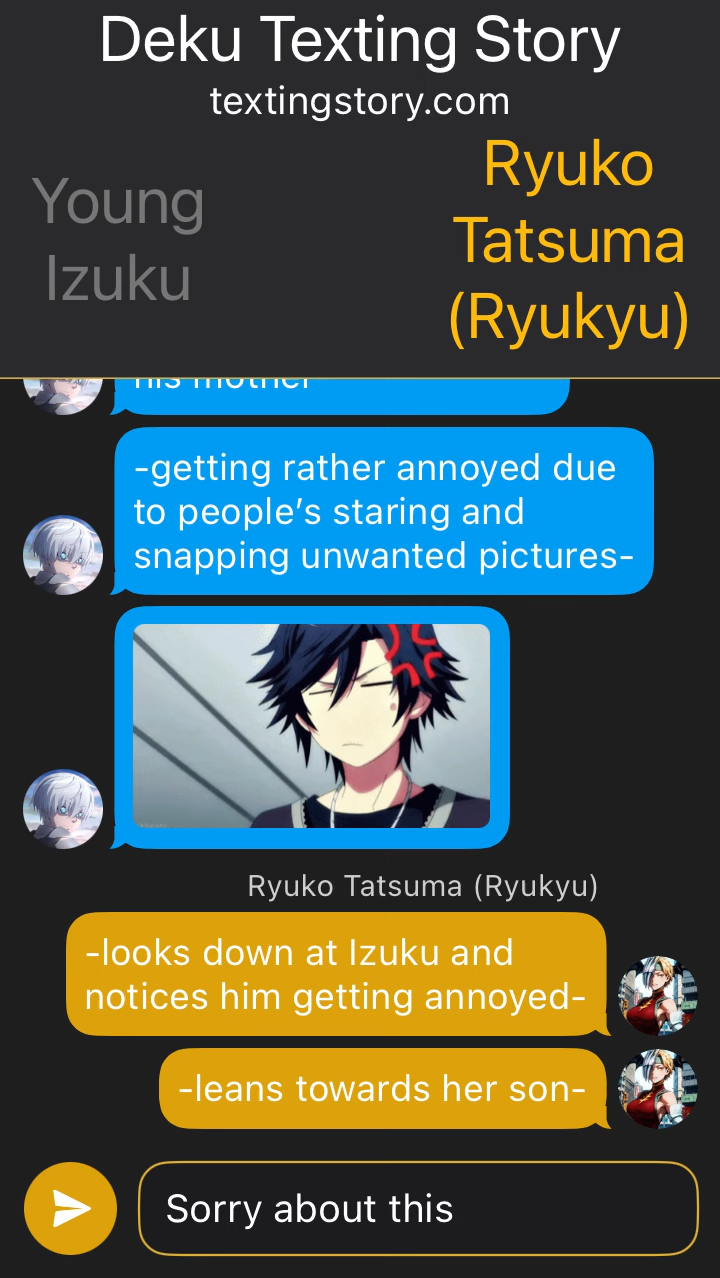 Deku Texting Story
textingstory.com
Young
Izuku
Ryuko
Tatsuma
(Ryukyu)
his mother
-getting rather annoyed due
to people’s staring and
snapping unwanted pictures-
Ryuko Tatsuma (Ryukyu)
-looks down at Izuku and
notices him getting annoyed-
-leans towards her son-
Sorry about this